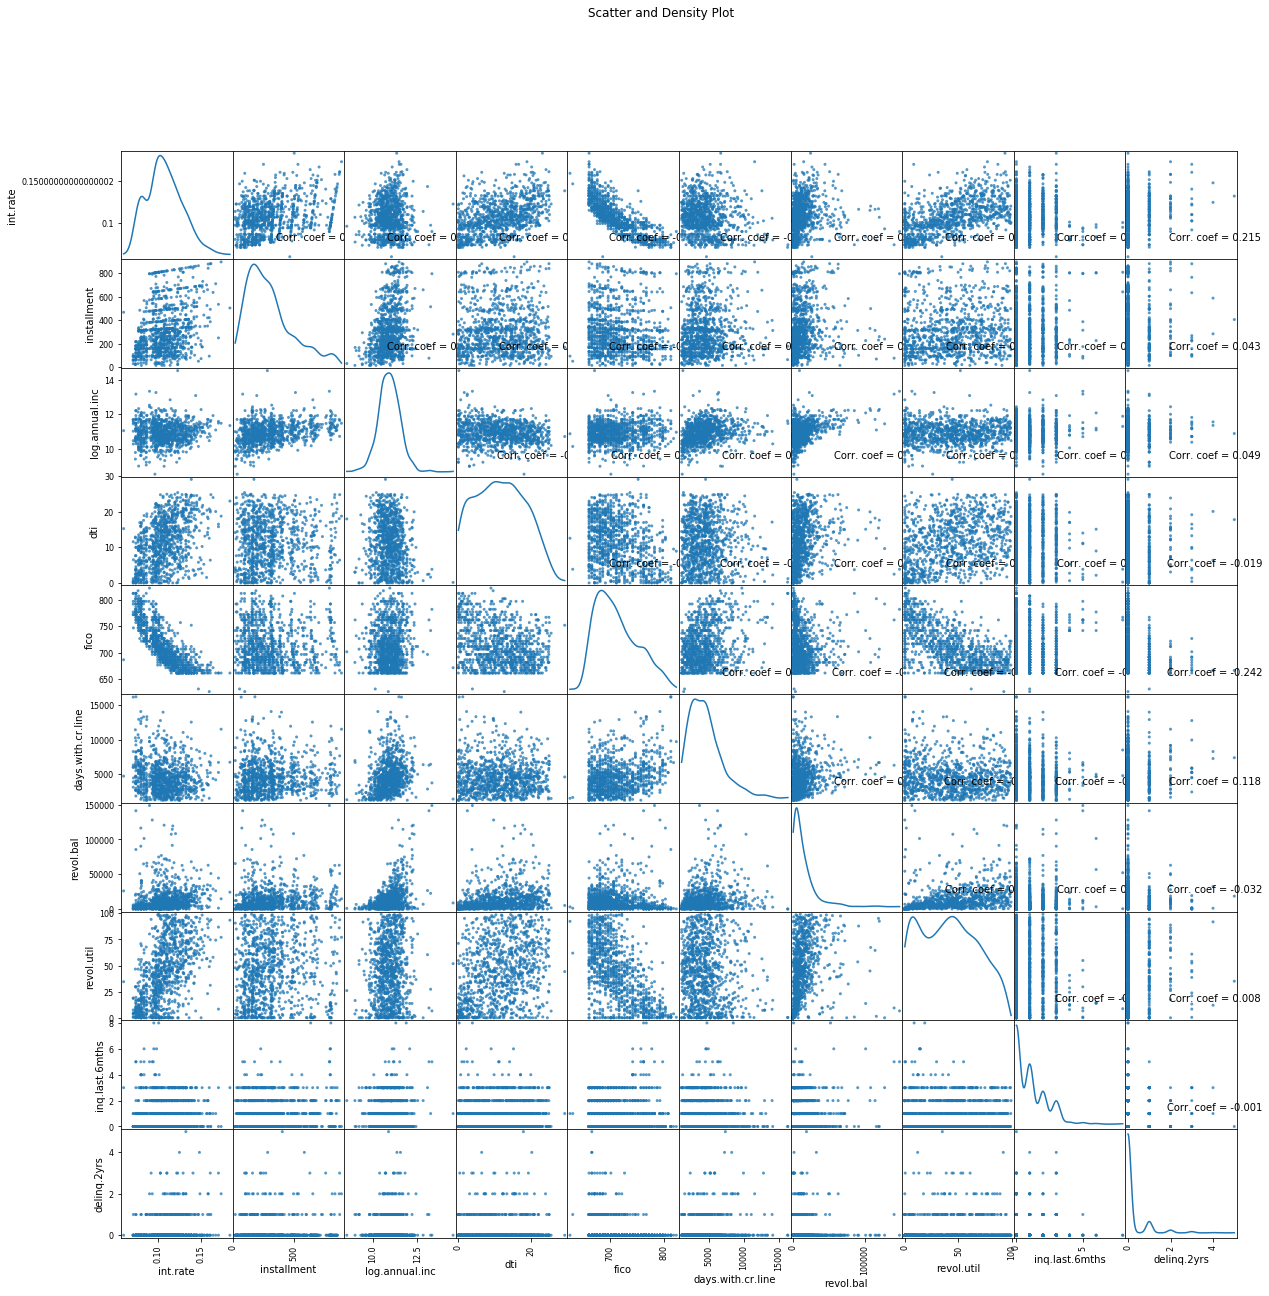 Scatter and Density Plot
int.rate
0.15000000000000002
0.1
Corr. coef = 0
Corr. coef = 0
Corr. coef = 0
Corr. coef = -0
Corr. coef = -0
Corr. coef = 0
Corr. coef = 0
Corr. coef = 0
Corr. coef = 0.215
installment
800
600
400
200
0
Corr. coef = 0
Corr. coef = 0
Corr. coef = -0
Corr. coef = 0
Corr. coef = 0
Corr. coef = 0
Corr. coef = 0
Corr. coef = 0.043
log.annual.inc
14
12
10
Corr. coef = -0
Corr. coef = 0
Corr. coef = 0
Corr. coef = 0
Corr. coef = 0
Corr. coef = 0
Corr. coef = 0.049
dti
30
20
10
0
Corr. coef = -0
Corr. coef = -0
Corr. coef = 0
Corr. coef = 0
Corr. coef = 0
Corr. coef = -0.019
fico
800
750
700
650
Corr. coef = 0
Corr. coef = -0
Corr. coef = -0
Corr. coef = -0
Corr. coef = -0.242
days.with.cr.line
15000
10000
5000
Corr. coef = 0
Corr. coef = -0
Corr. coef = -0
Corr. coef = 0.118
revol.bal
150000
100000
50000
0
Corr. coef = 0
Corr. coef = 0
Corr. coef = -0.032
revol.util
100
75
50
25
0
Corr. coef = -0
Corr. coef = 0.008
inq.last.6mths
8
6
4
2
0
Corr. coef = -0.001
delinq.2yrs
4
2
0
0.10
0.15
0
500
10.0
12.5
0
20
700
800
5000
10000
15000
0
100000
0
50
100
0
5
0
2
4
int.rate
installment
log.annual.inc
dti
fico
days.with.cr.line
revol.bal
revol.util
inq.last.6mths
delinq.2yrs